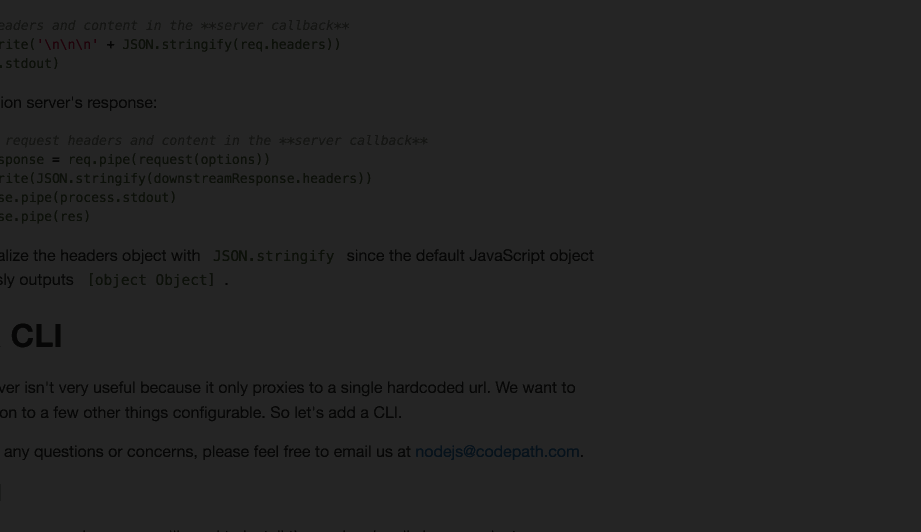 eaders and content in the **server callback**
rite('\n\n\n' + JSON.stringify(req.headers))
.stdout)
ion server's response:
request headers and content in the **server callback**
sponse = req.pipe(request(options))
rite(JSON.stringify(downstreamResponse.headers))
se.pipe(process.stdout)
se.pipe(res)
alize the headers object with JSON.stringify since the default JavaScript object
sly outputs [object Object] .
CLI
ver isn't very useful because it only proxies to a single hardcoded url. We want to
on to a few other things configurable. So let's add a CLI.
any questions or concerns, please feel free to email us at nodejs@codepath.com.